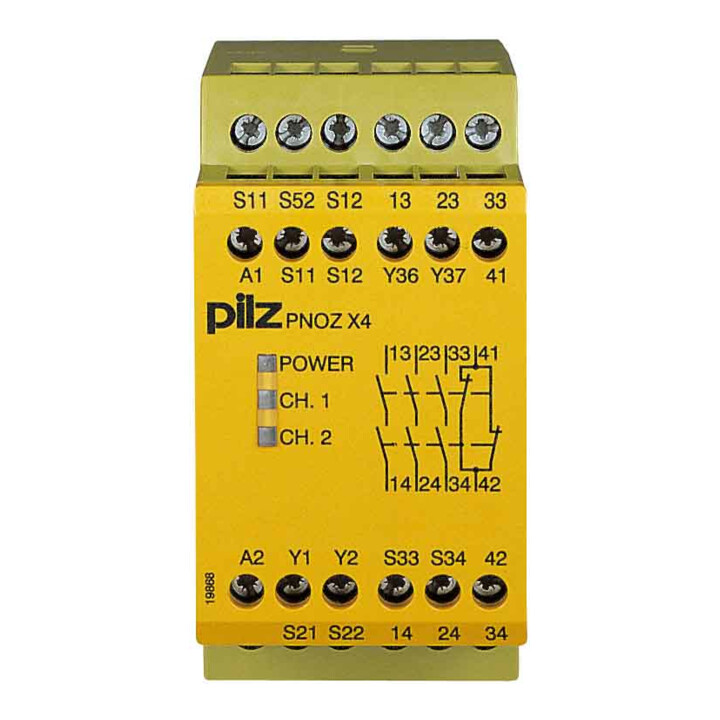 S11 S52 S12 13 23 33
A1 S11 S12 Y36 Y37 41
pilz PNOZ X4
13 23 33 41
POWER
CH. 1
CH. 2
14 24 34 42
A2 Y1 Y2 S33 S34 42
19868
S21 S22 14 24 34